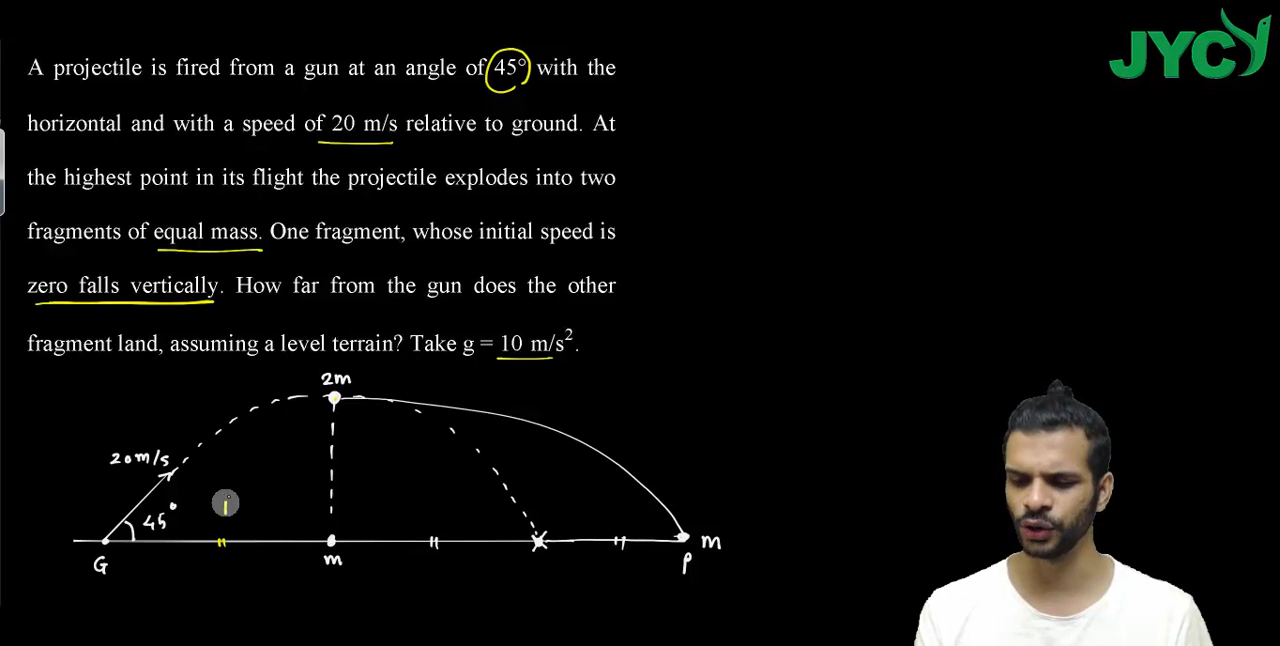 JYC
A projectile is fired from a gun at an angle of 45° with the
horizontal and with a speed of 20 m/s relative to ground. At
the highest point in its flight the projectile explodes into two
fragments of equal mass. One fragment, whose initial speed is
zero falls vertically. How far from the gun does the other
fragment land, assuming a level terrain? Take g = 10 m/s².
2m
20m/s
45°
G
m
m
P